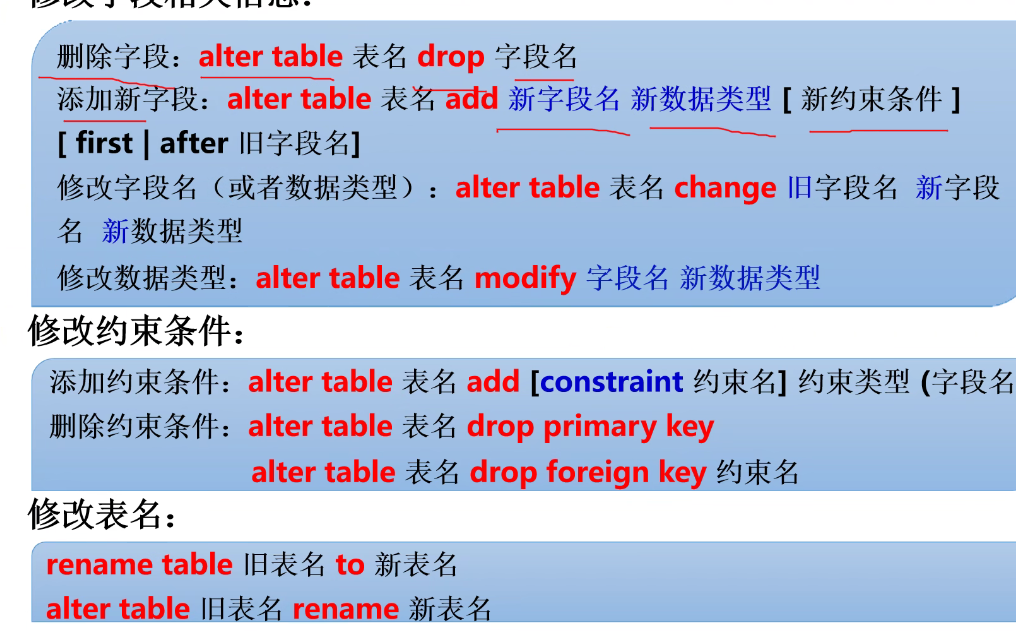 修改字段相关信息：
删除字段：alter table 表名 drop 字段名
添加新字段：alter table 表名 add 新字段名 新数据类型 [ 新约束条件 ]
[ first | after 旧字段名]
修改字段名（或者数据类型）：alter table 表名 change 旧字段名 新字段
名 新数据类型
修改数据类型：alter table 表名 modify 字段名 新数据类型
修改约束条件：
添加约束条件：alter table 表名 add [constraint 约束名] 约束类型 (字段名
删除约束条件：alter table 表名 drop primary key
alter table 表名 drop foreign key 约束名
修改表名：
rename table 旧表名 to 新表名
alter table 旧表名 rename 新表名